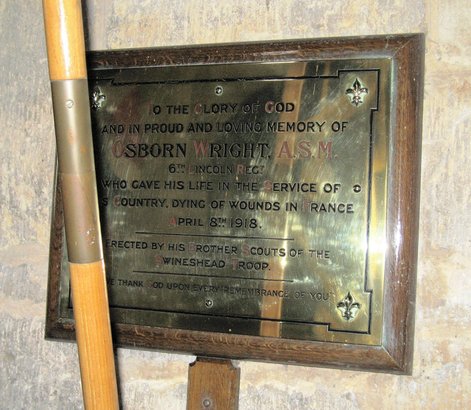 TO THE GLORY OF GOD
AND IN PROUD AND LOVING MEMORY OF
OSBORN WRIGHT, A.S.M.
6TH LINCOLN REGT
WHO GAVE HIS LIFE IN THE SERVICE OF
S COUNTRY, DYING OF WOUNDS IN FRANCE
APRIL 8TH 1918.
ERECTED BY HIS BROTHER SCOUTS OF THE
SWINESHEAD TROOP.
WE THANK GOD UPON EVERY REMEMBRANCE OF YOU"